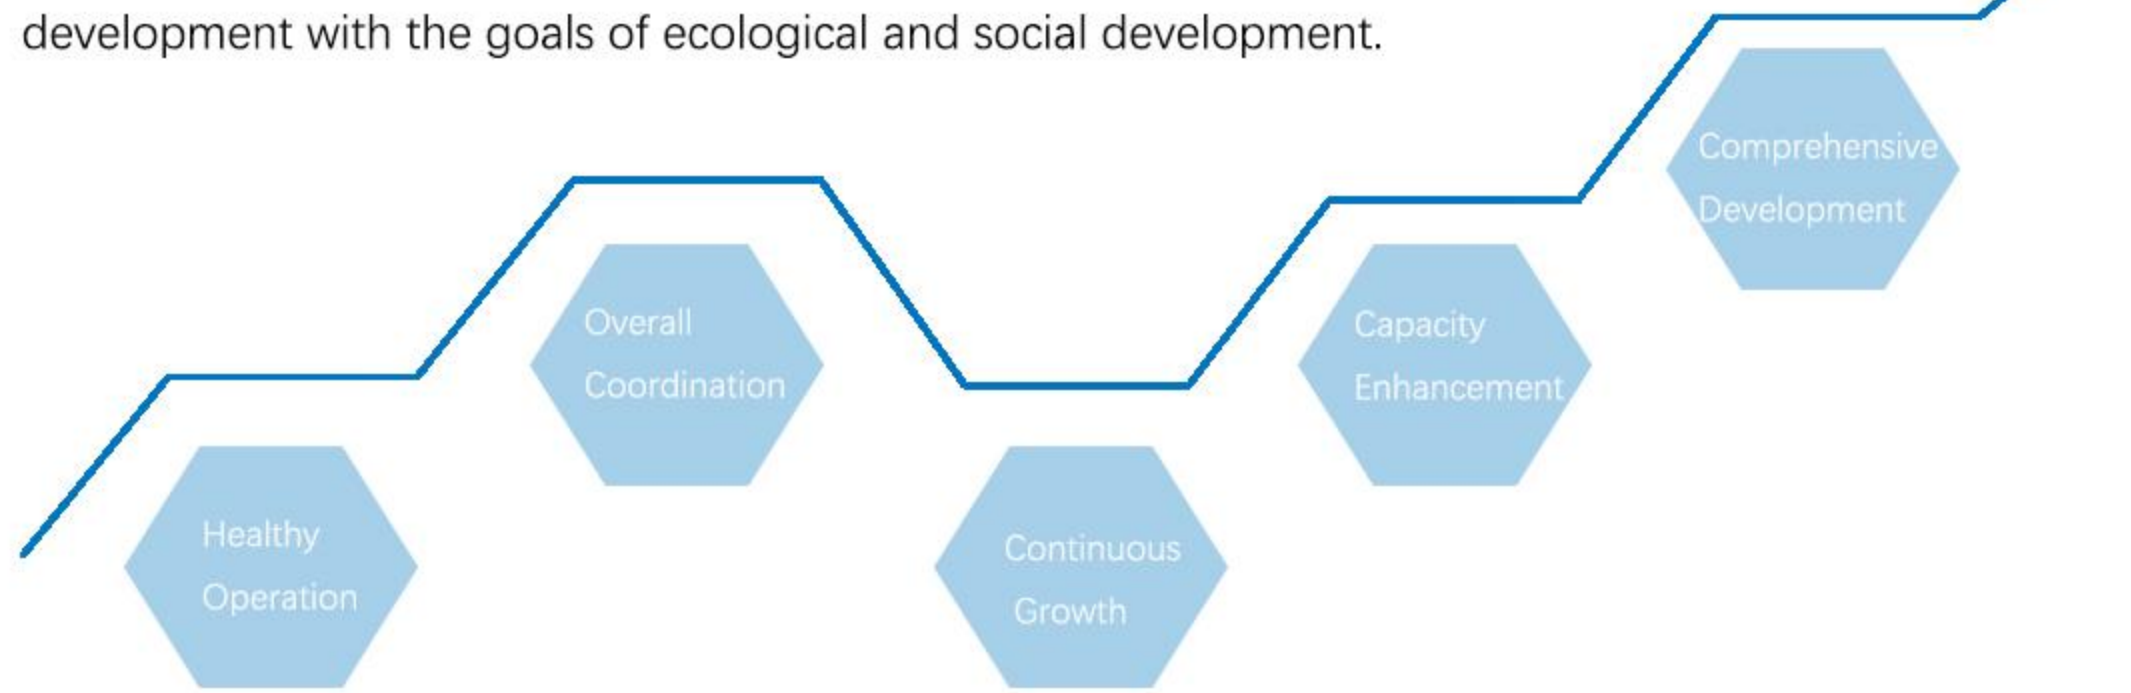 development with the goals of ecological and social development.
Healthy
Operation
Overall
Coordination
Continuous
Growth
Capacity
Enhancement
Comprehensive
Development